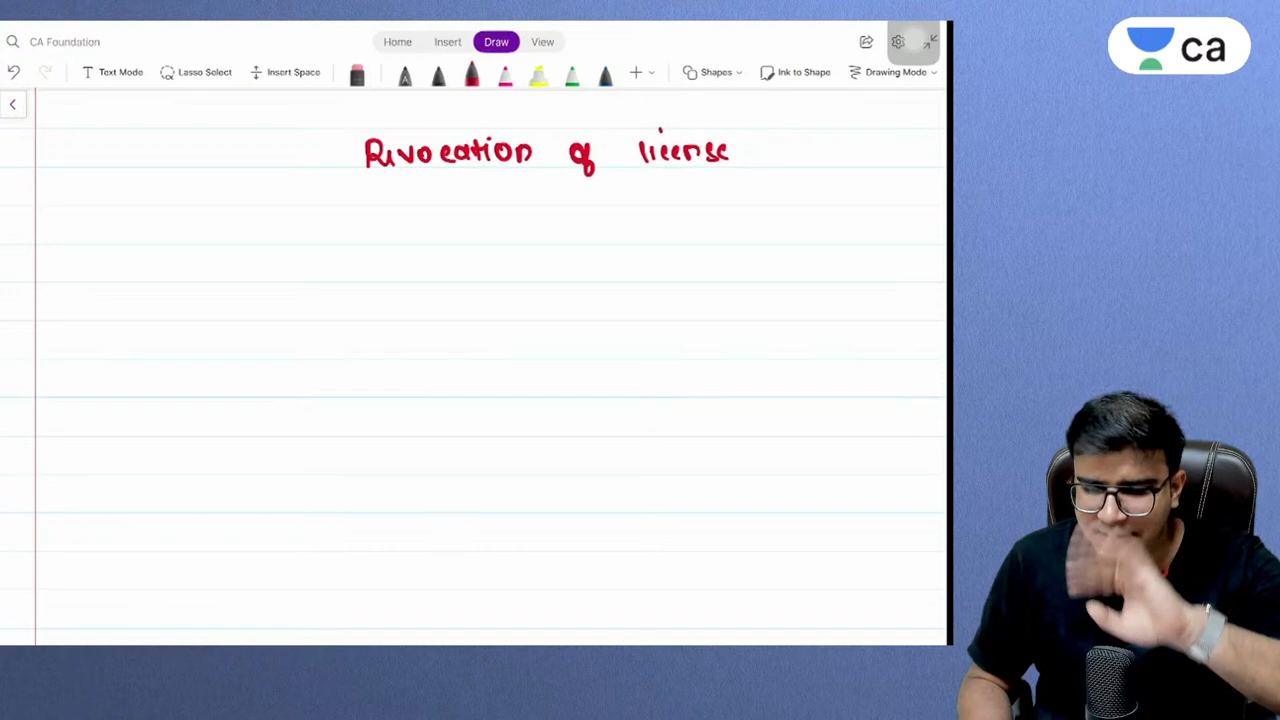 CA Foundation
Home Insert Draw View
Text Mode Lasso Select Insert Space Shapes Ink to Shape Drawing Mode
Revocation of license
ca